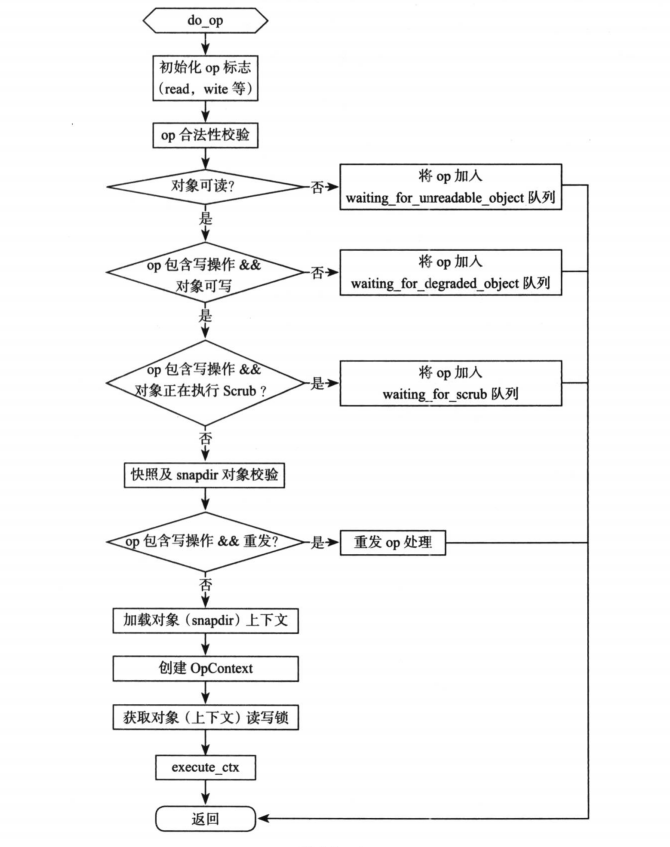 do_op
初始化 op 标志
(read，wite 等)
op 合法性校验
对象可读？
否
将 op 加入
waiting_for_unreadable_object 队列
是
op 包含写操作 &&
对象可写
否
将 op 加入
waiting_for_degraded_object 队列
是
op 包含写操作 &&
对象正在执行 Scrub？
是
将 op 加入
waiting_for_scrub 队列
否
快照及 snapdir 对象校验
op 包含写操作 && 重发？
是
重发 op 处理
否
加载对象（snapdir）上下文
创建 OpContext
获取对象（上下文）读写锁
execute_ctx
返回